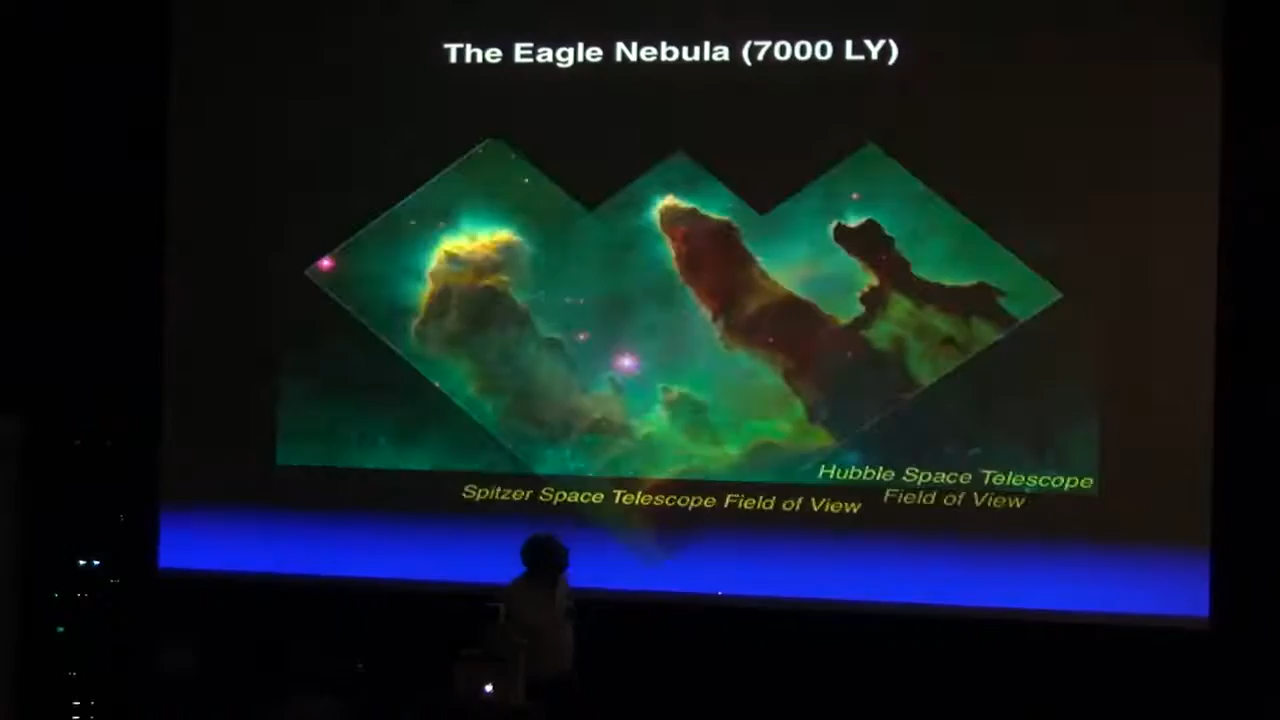 The Eagle Nebula (7000 LY)
Hubble Space Telescope
Field of View
Spitzer Space Telescope Field of View